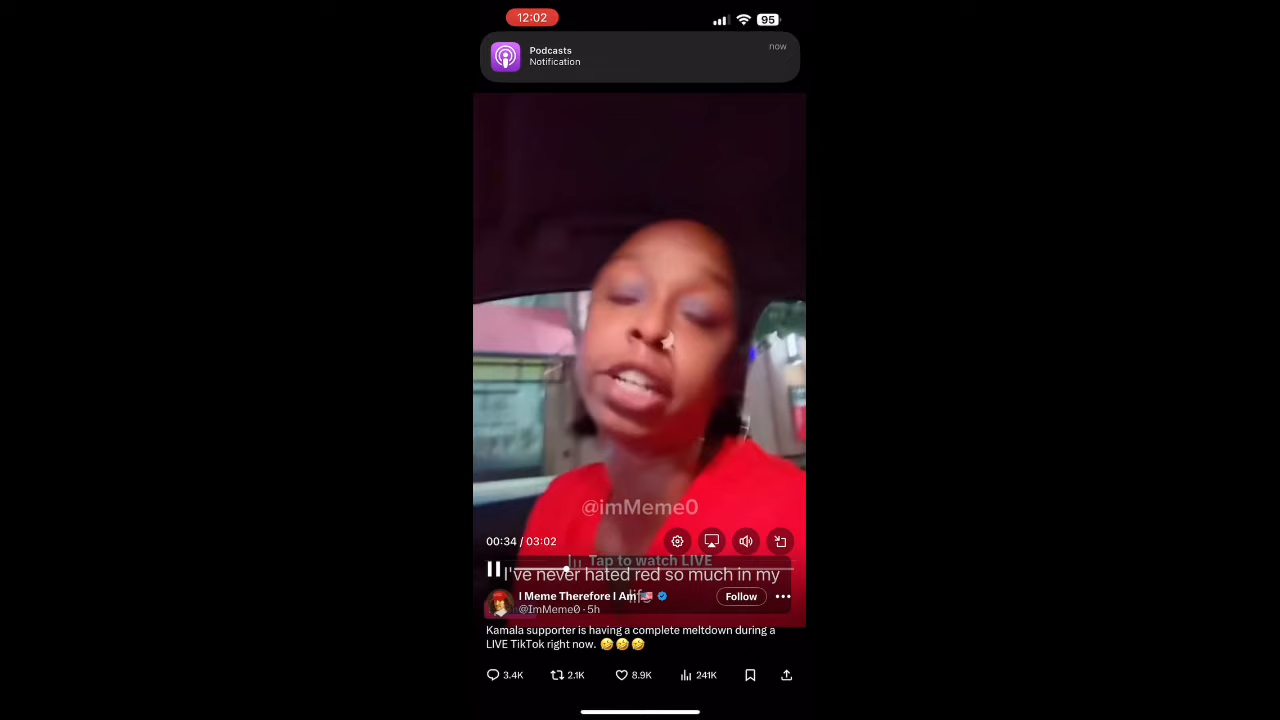 12:02
95
Podcasts
now
Notification
@imMeme0
00:34 / 03:02
Tap to watch LIVE
I've never hated red so much in my
life
I Meme Therefore I Am
Follow
@ImMeme0 · 5h
Kamala supporter is having a complete meltdown during a
LIVE TikTok right now. 🤣🤣🤣
3.4K
2.1K
8.9K
241K